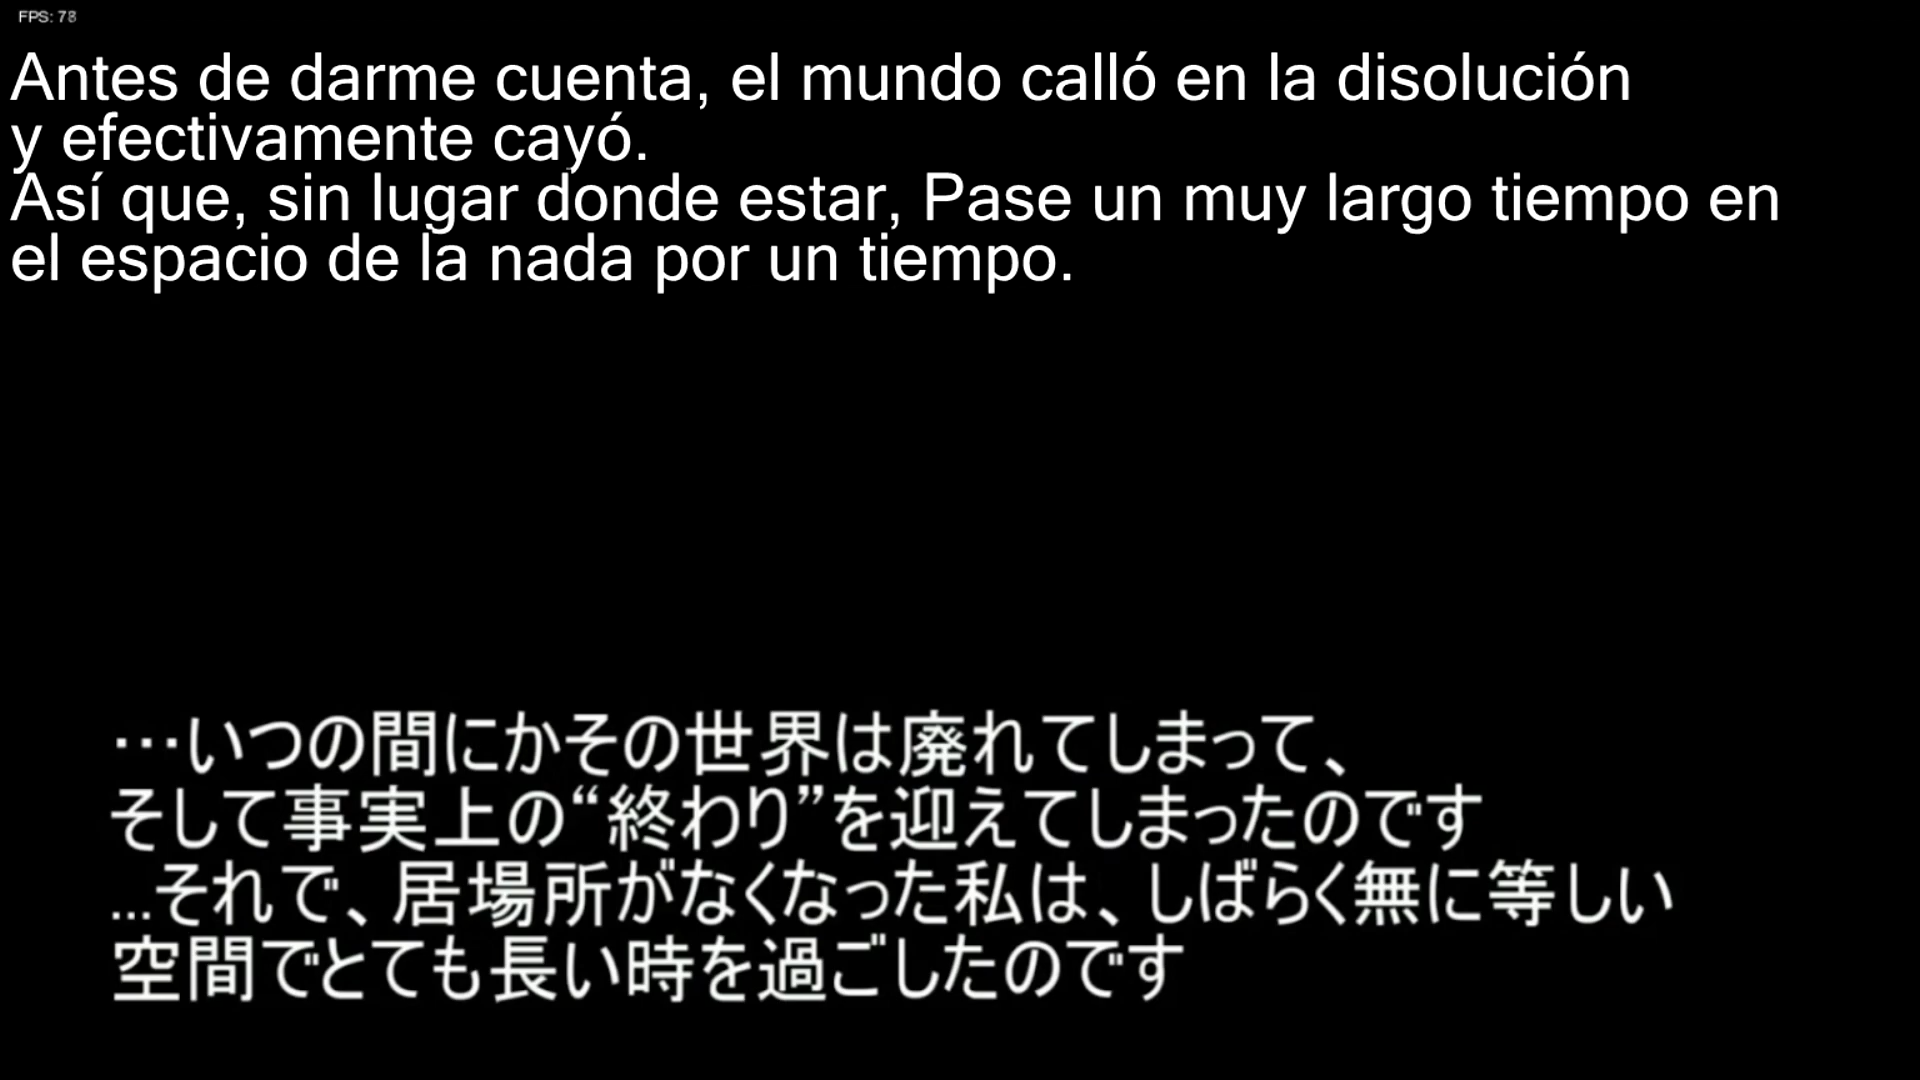 FPS: 78
Antes de darme cuenta, el mundo calló en la disolución
y efectivamente cayó.
Así que, sin lugar donde estar, Pase un muy largo tiempo en
el espacio de la nada por un tiempo.
…いつの間にかその世界は廃れてしまって、
そして事実上の“終わり”を迎えてしまったのです
...それで、居場所がなくなった私は、しばらく無に等しい
空間でとても長い時を過ごしたのです